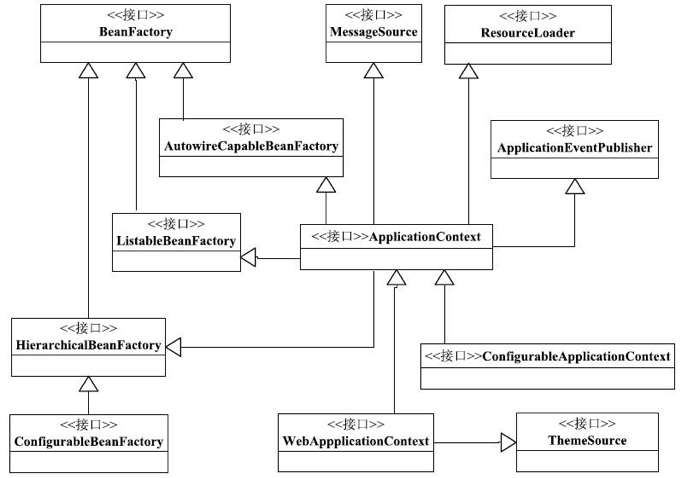 <<接口>>
BeanFactory
<<接口>>
MessageSource
<<接口>>
ResourceLoader
<<接口>>
AutowireCapableBeanFactory
<<接口>>
ApplicationEventPublisher
<<接口>>
ListableBeanFactory
<<接口>>ApplicationContext
<<接口>>
HierarchicalBeanFactory
<<接口>>ConfigurableApplicationContext
<<接口>>
ConfigurableBeanFactory
<<接口>>
WebAppplicationContext
<<接口>>
ThemeSource